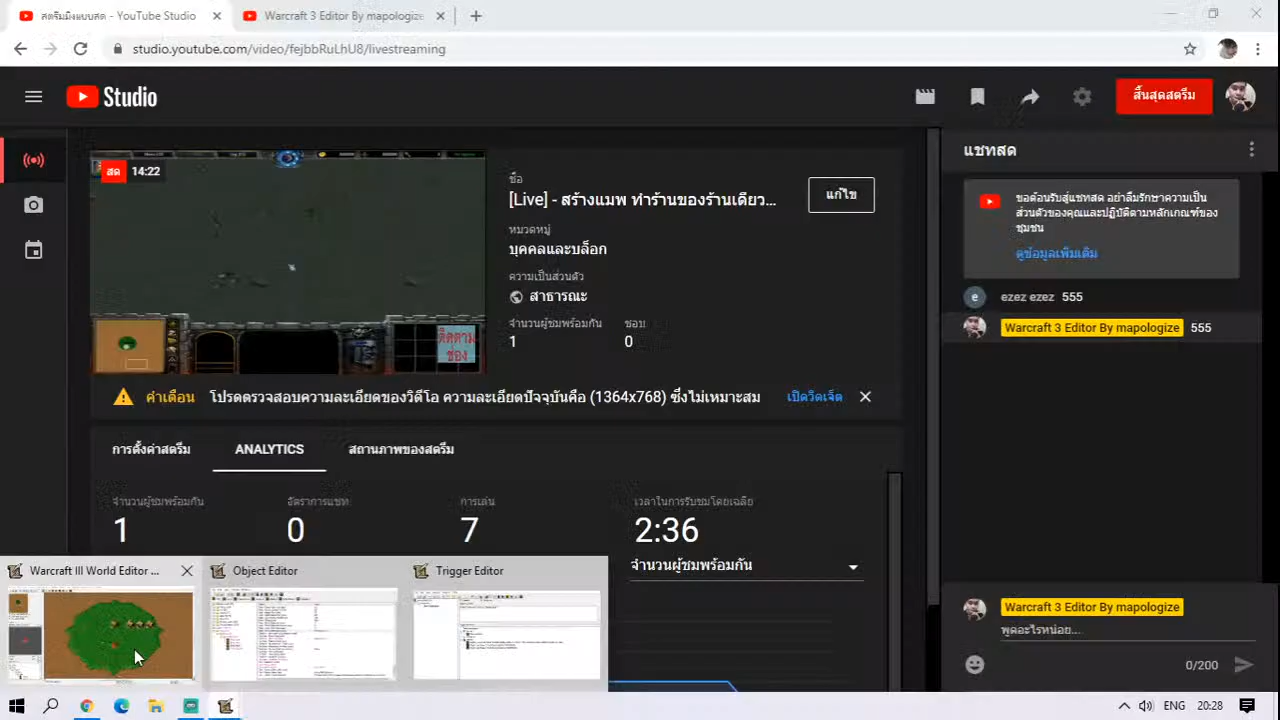 สตรีมมิงแบบสด - YouTube Studio
Warcraft 3 Editor By mapologize
studio.youtube.com/video/fejbbRuLhU8/livestreaming
Studio
สิ้นสุดสตรีม
สด 14:22
ติดตาม
ช่อง
ชื่อ
[Live] - สร้างแมพ ทำร้านของร้านเดียว...
แก้ไข
หมวดหมู่
บุคคลและบล็อก
ความเป็นส่วนตัว
สาธารณะ
จำนวนผู้ชมพร้อมกัน ชอบ
1 0
คำเตือน โปรดตรวจสอบความละเอียดของวิดีโอ ความละเอียดปัจจุบันคือ (1364x768) ซึ่งไม่เหมาะสม เปิดวิดเจ็ต
การตั้งค่าสตรีม ANALYTICS สถานภาพของสตรีม
จำนวนผู้ชมพร้อมกัน อัตราการแชท การเล่น เวลาในการรับชมโดยเฉลี่ย
1 0 7 2:36
จำนวนผู้ชมพร้อมกัน
แชทสด
ขอต้อนรับสู่แชทสด อย่าลืมรักษาความเป็น
ส่วนตัวของคุณและปฏิบัติตามหลักเกณฑ์ของ
ชุมชน
ดูข้อมูลเพิ่มเติม
e ezez ezez 555
Warcraft 3 Editor By mapologize 555
Warcraft 3 Editor By mapologize
พูดอะไรหน่อย...
0/200
Warcraft III World Editor ... Object Editor Trigger Editor
ENG 20:28